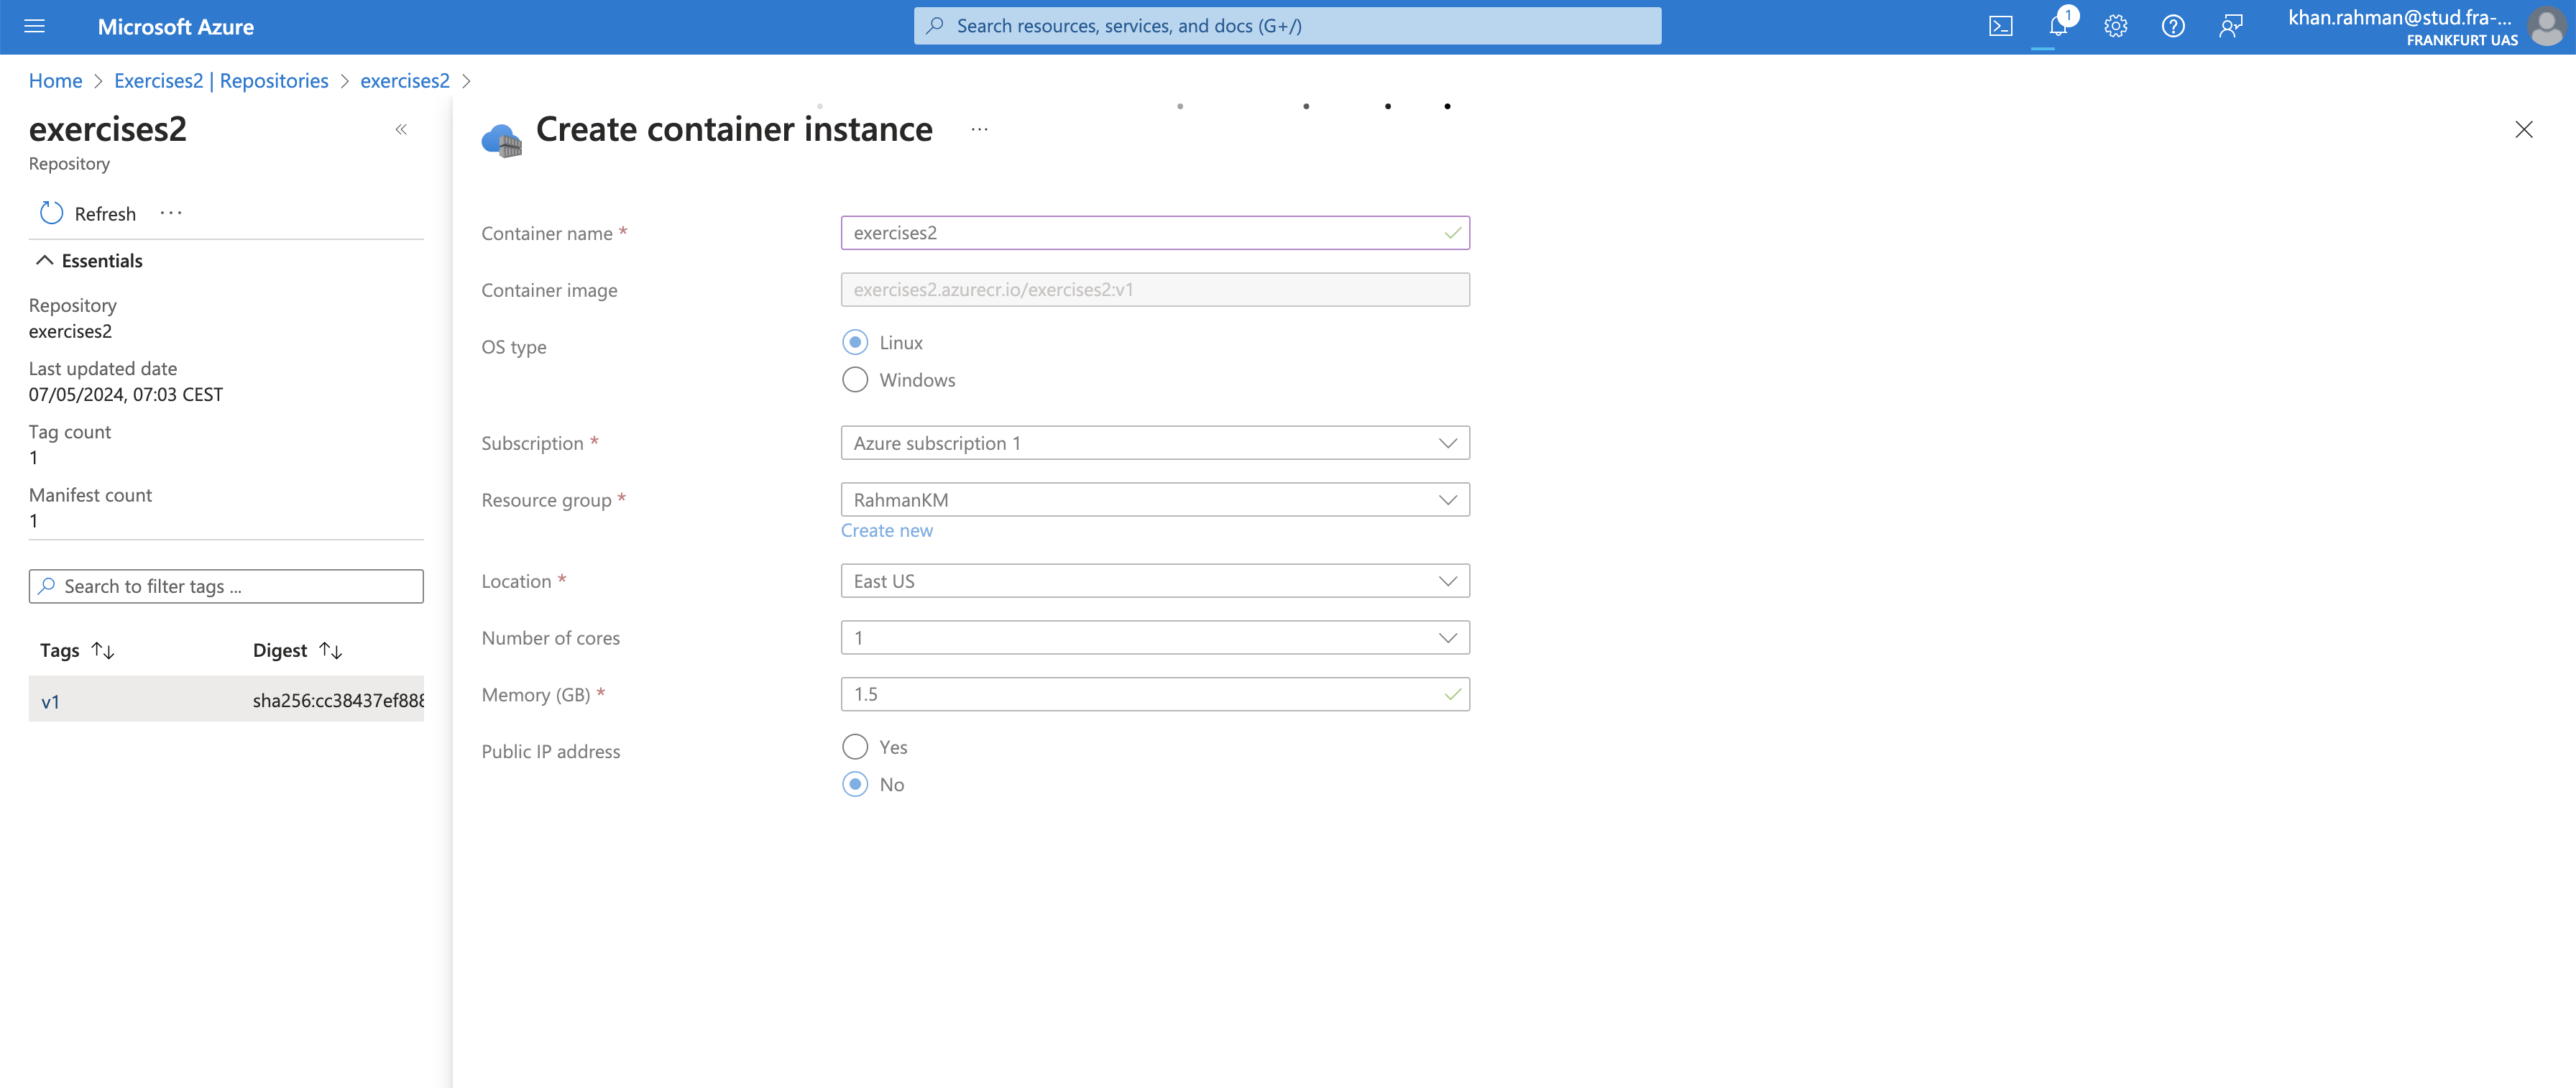 Microsoft Azure
Search resources, services, and docs (G+/)
1
khan.rahman@stud.fra-...
FRANKFURT UAS
Home > Exercises2 | Repositories > exercises2 >
exercises2
Repository
Refresh ...
Essentials
Repository
exercises2
Last updated date
07/05/2024, 07:03 CEST
Tag count
1
Manifest count
1
Search to filter tags ...
Tags Digest
v1 sha256:cc38437ef888
Create container instance ...
Container name * exercises2
Container image exercises2.azurecr.io/exercises2:v1
OS type Linux
Windows
Subscription * Azure subscription 1
Resource group * RahmanKM
Create new
Location * East US
Number of cores 1
Memory (GB) * 1.5
Public IP address Yes
No